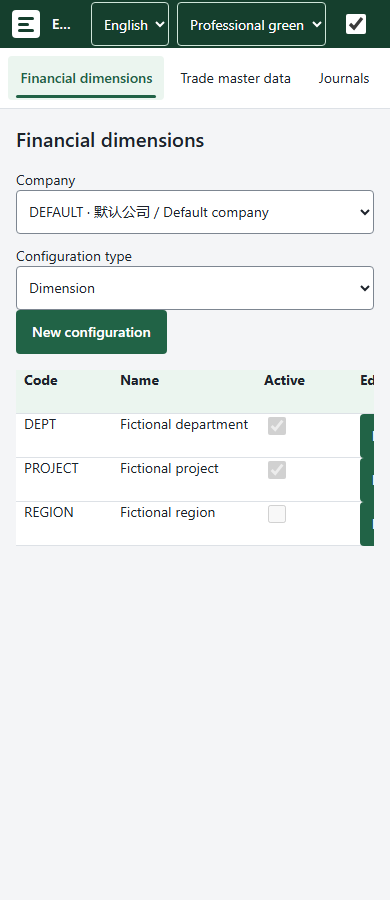 E...
English
Professional green
Financial dimensions
Trade master data
Journals
Financial dimensions
Company
DEFAULT · 默认公司 / Default company
Configuration type
Dimension
New configuration
Code Name Active Ed
DEPT Fictional department
PROJECT Fictional project
REGION Fictional region